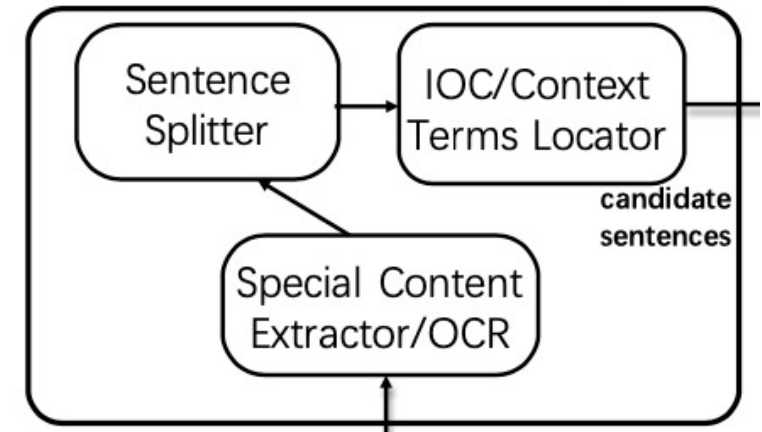 Sentence
Splitter
IOC/Context
Terms Locator
candidate
sentences
Special Content
Extractor/OCR